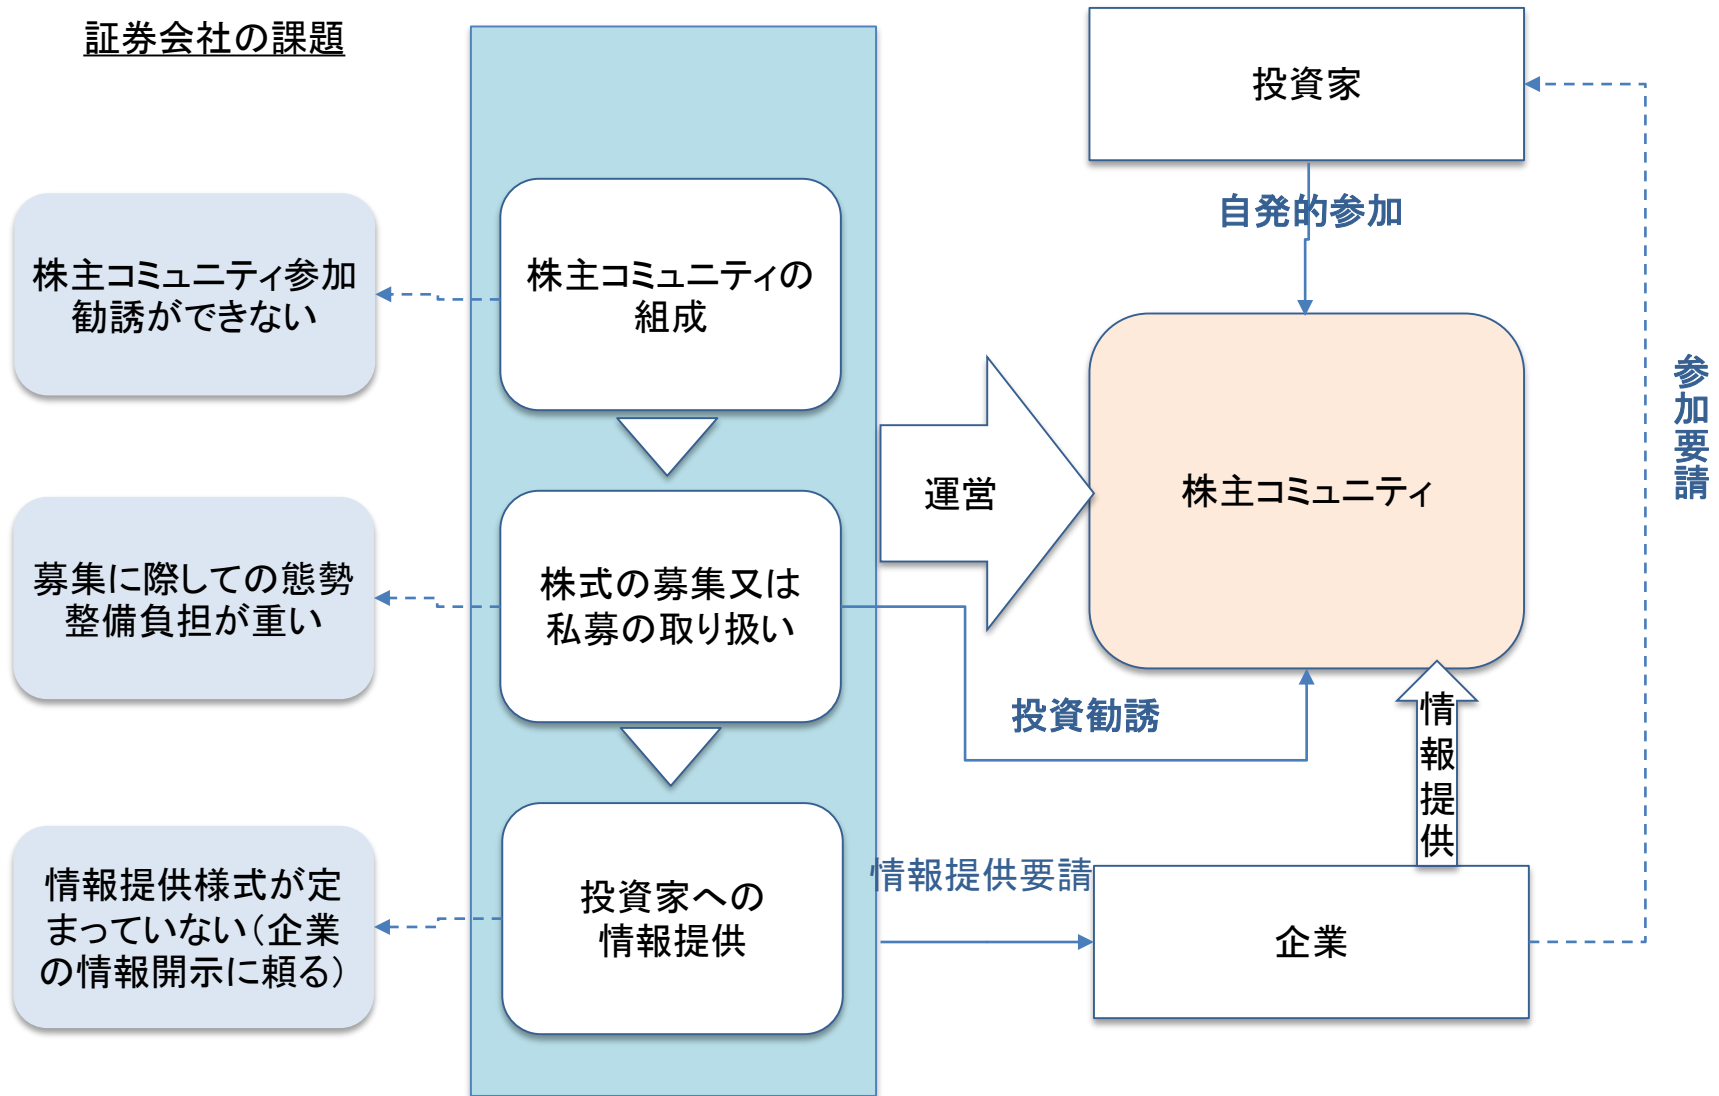 証券会社の課題
株主コミュニティ参加
勧誘ができない
募集に際しての態勢
整備負担が重い
情報提供様式が定
まっていない（企業
の情報開示に頼る）
株主コミュニティの
組成
株式の募集又は
私募の取り扱い
投資家への
情報提供
運営
投資勧誘
情報提供要請
投資家
自発的参加
株主コミュニティ
情報提供
企業
参加要請